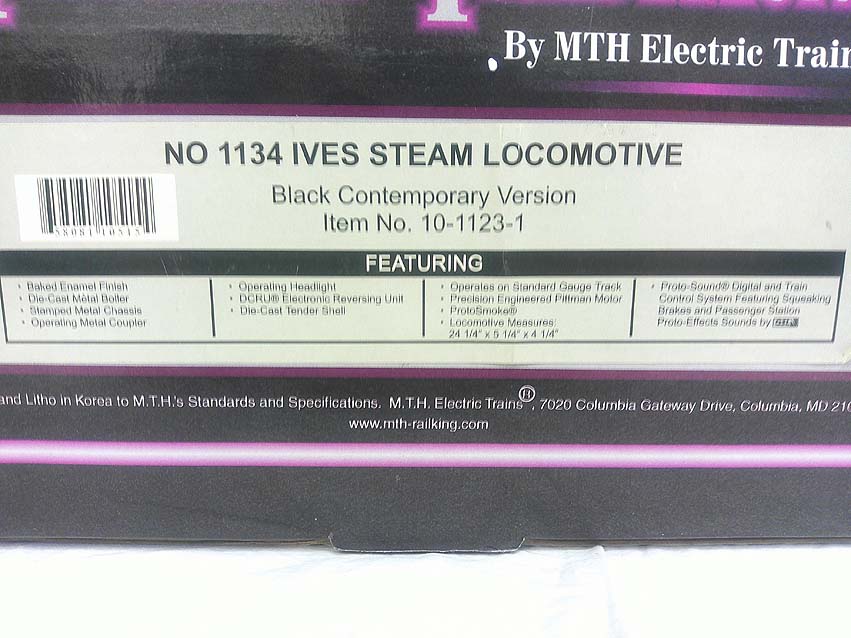 By MTH Electric Train
NO 1134 IVES STEAM LOCOMOTIVE
Black Contemporary Version
Item No. 10-1123-1
58081 10545
FEATURING
• Baked Enamel Finish
• Die-Cast Metal Boiler
• Stamped Metal Chassis
• Operating Metal Coupler
• Operating Headlight
• DCRU® Electronic Reversing Unit
• Die-Cast Tender Shell
• Operates on Standard Gauge Track
• Precision Engineered Pittman Motor
• ProtoSmoke®
• Locomotive Measures:
24 1/4" x 5 1/4" x 4 1/4"
• Proto-Sound® Digital and Train
Control System Featuring Squeaking
Brakes and Passenger Station
Proto-Effects Sounds by
and Litho in Korea to M.T.H.'s Standards and Specifications. M.T.H. Electric Trains®, 7020 Columbia Gateway Drive, Columbia, MD 210
www.mth-railking.com